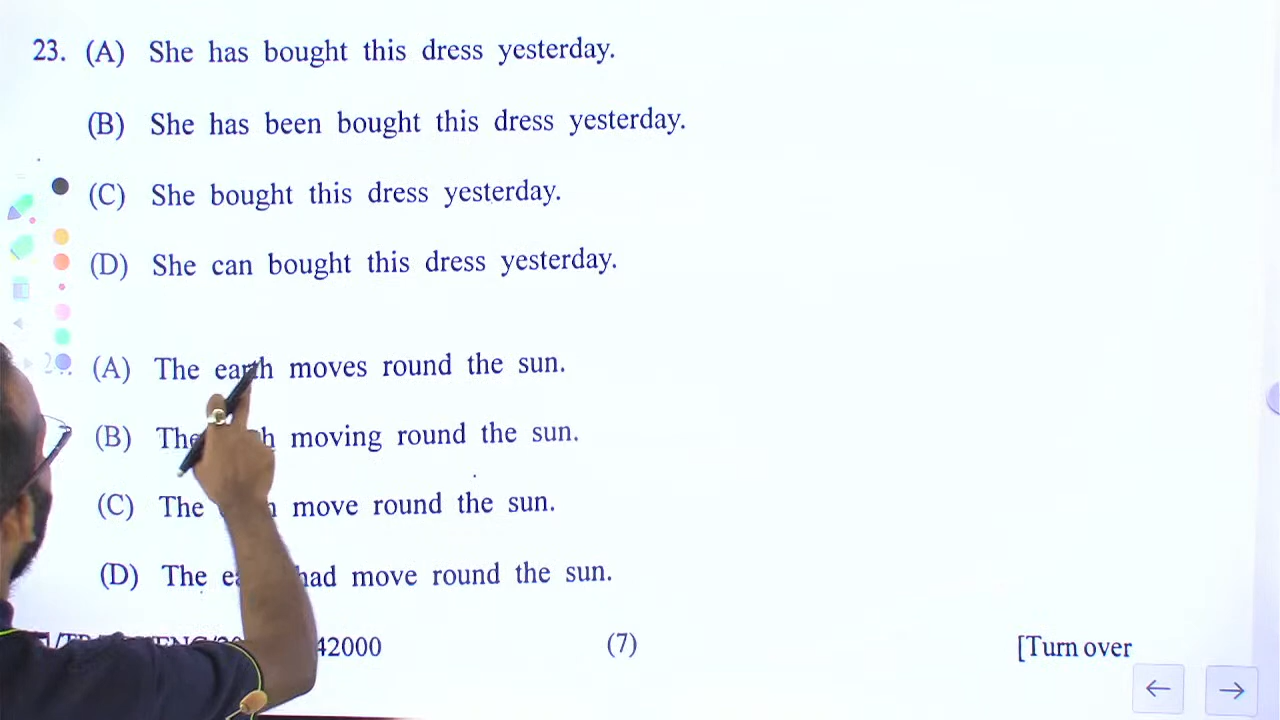 23. (A) She has bought this dress yesterday.
(B) She has been bought this dress yesterday.
(C) She bought this dress yesterday.
(D) She can bought this dress yesterday.
(A) The earth moves round the sun.
(B) moving round the sun.
(C) The move round the sun.
(D) The had move round the sun.
42000 (7) [Turn over